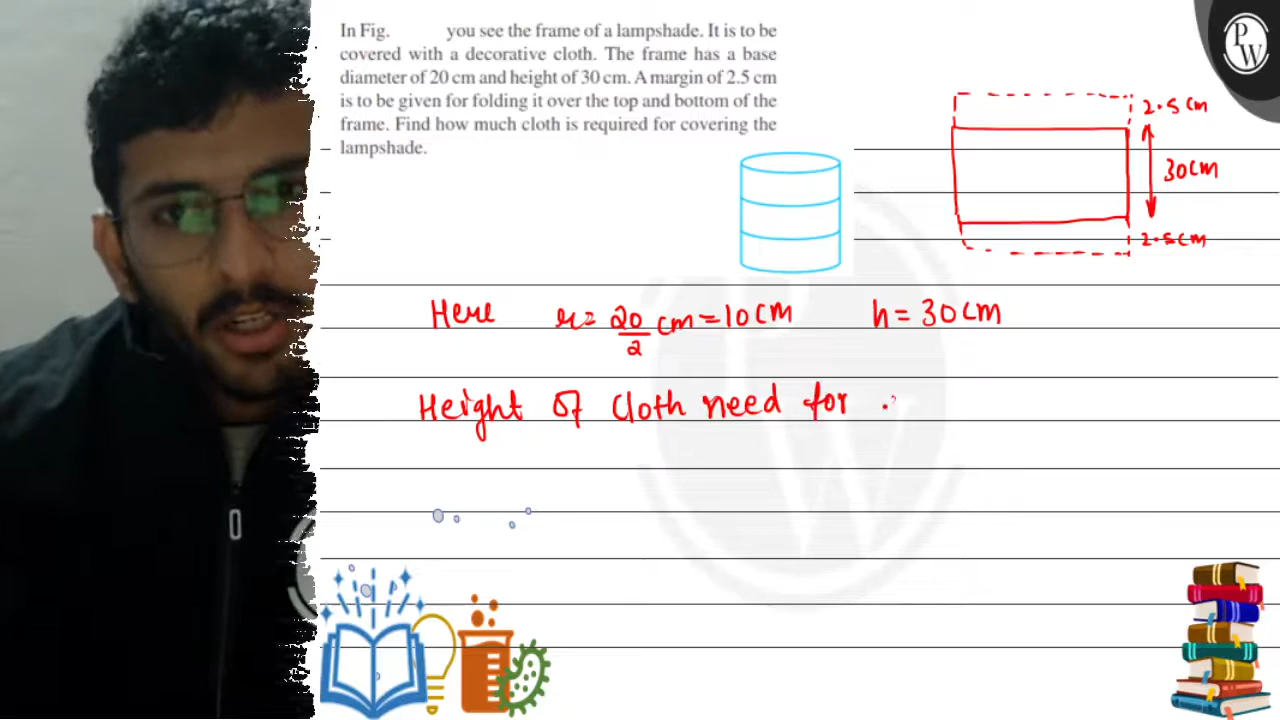 In Fig. you see the frame of a lampshade. It is to be
covered with a decorative cloth. The frame has a base
diameter of 20 cm and height of 30 cm. A margin of 2.5 cm
is to be given for folding it over the top and bottom of the
frame. Find how much cloth is required for covering the
lampshade.
PW
2.5 cm
30cm
2.5cm
Here r = 20/2 cm = 10cm h = 30cm
Height of cloth need for